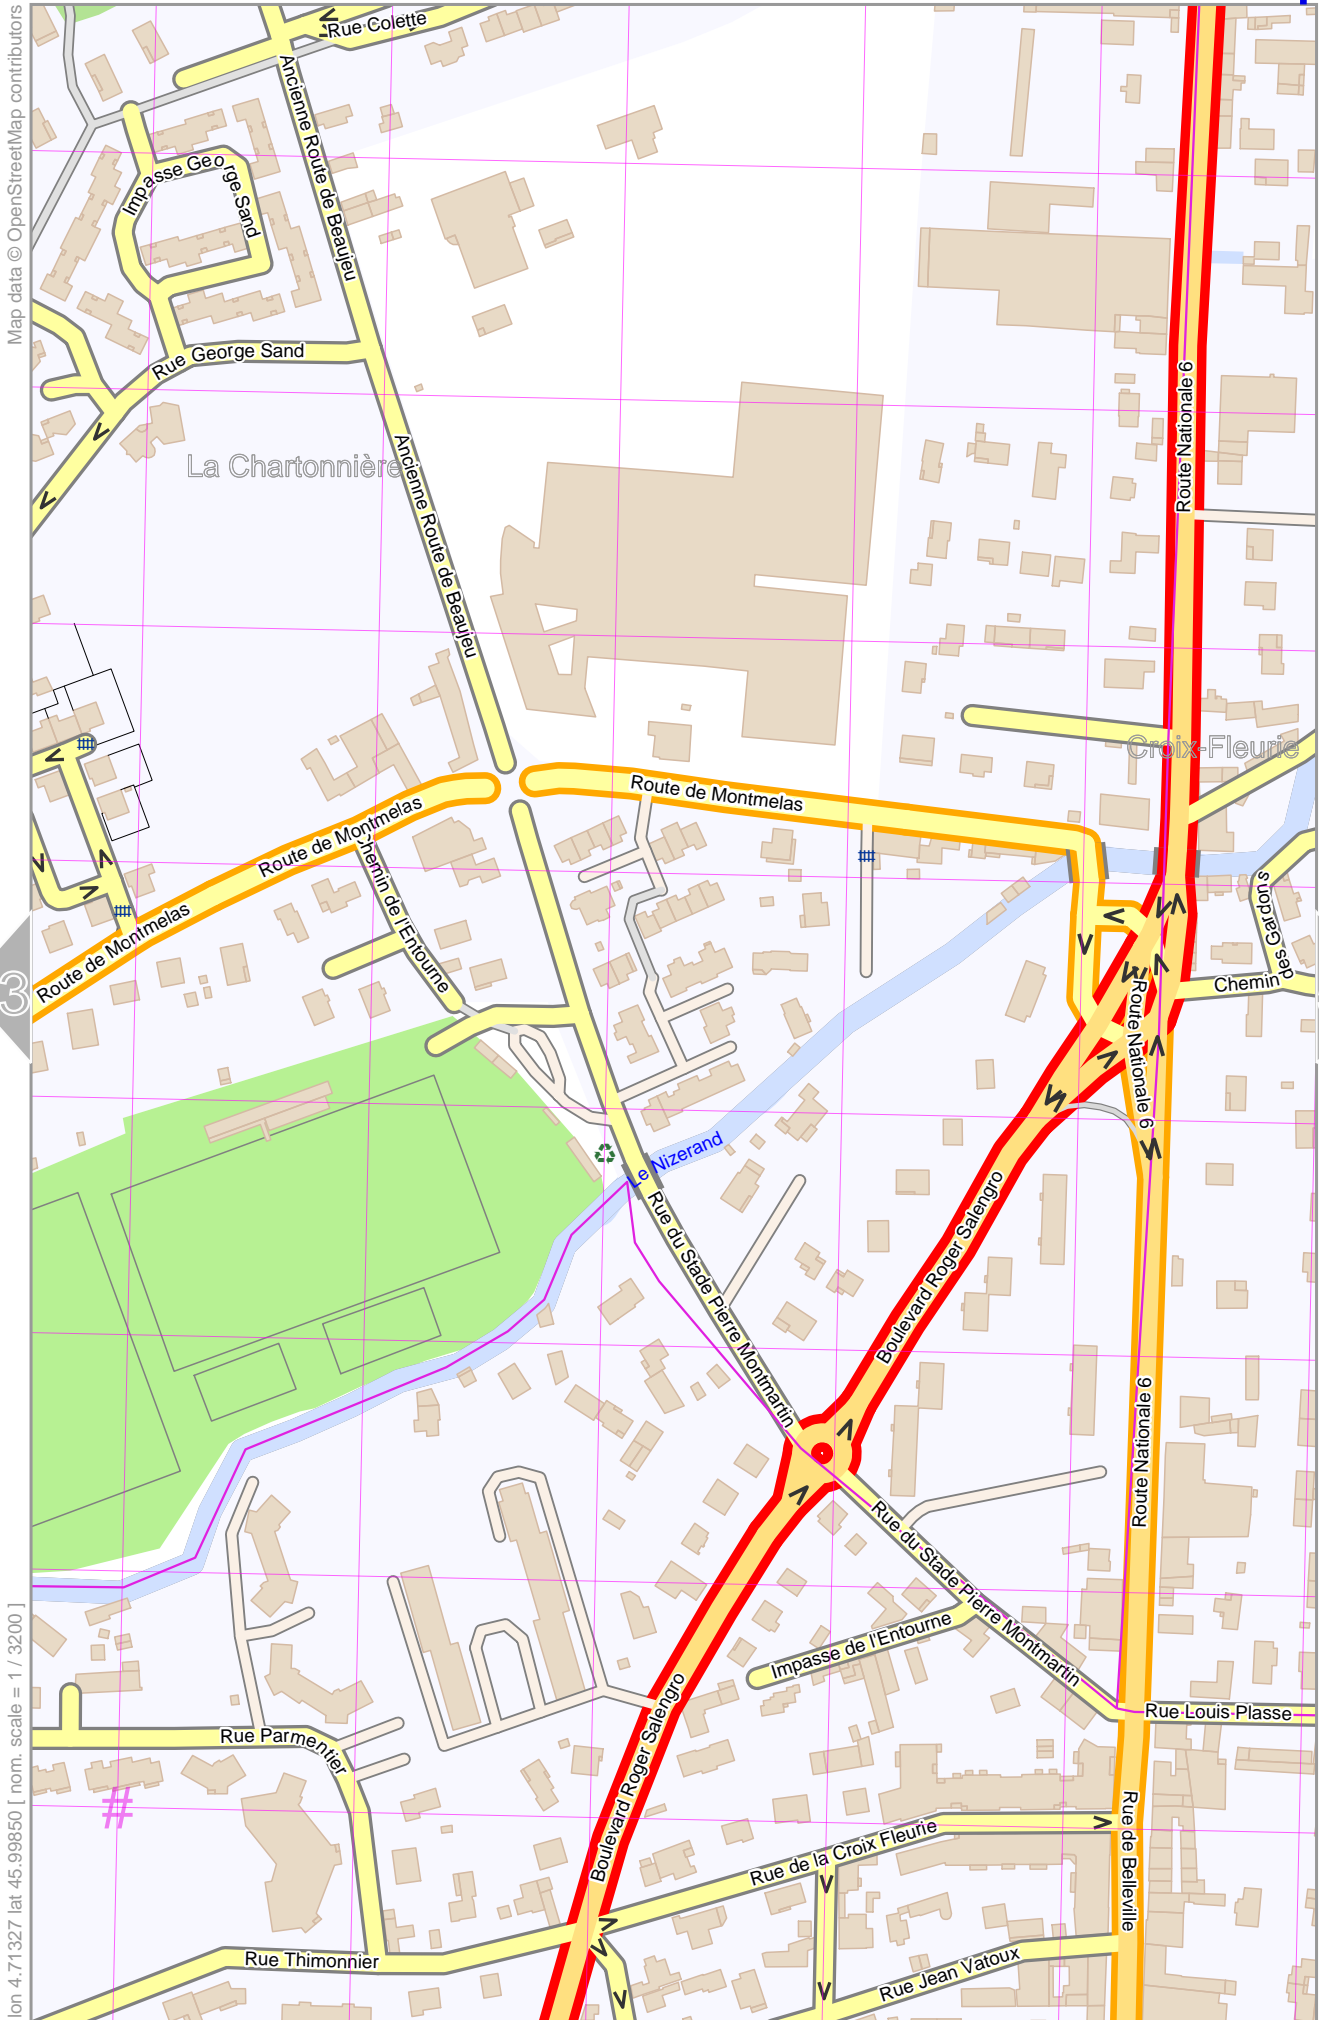 Map data © OpenStreetMap contributors
Rue Colette
Ancienne Route de Beaujeu
Impasse George Sand
Rue George Sand
Route Nationale 6
La Chartonnière
Ancienne Route de Beaujeu
Croix-Fleurie
Route de Montmelas
Route de Montmelas
Chemin de l'Entourne
Route de Montmelas
des Gardons
Chemin
3
Route Nationale 6
Le Nizerand
Rue du Stade Pierre Montmartin
Boulevard Roger Salengro
Route Nationale 6
Rue du Stade Pierre Montmartin
Impasse de l'Entourne
Rue Louis Plasse
Rue Parmentier
Boulevard Roger Salengro
#
Rue de la Croix Fleurie
Rue de Belleville
Rue Thimonnier
Rue Jean Vatoux
lon 4.71327 lat 45.99850 [ nom. scale = 1 / 3200 ]